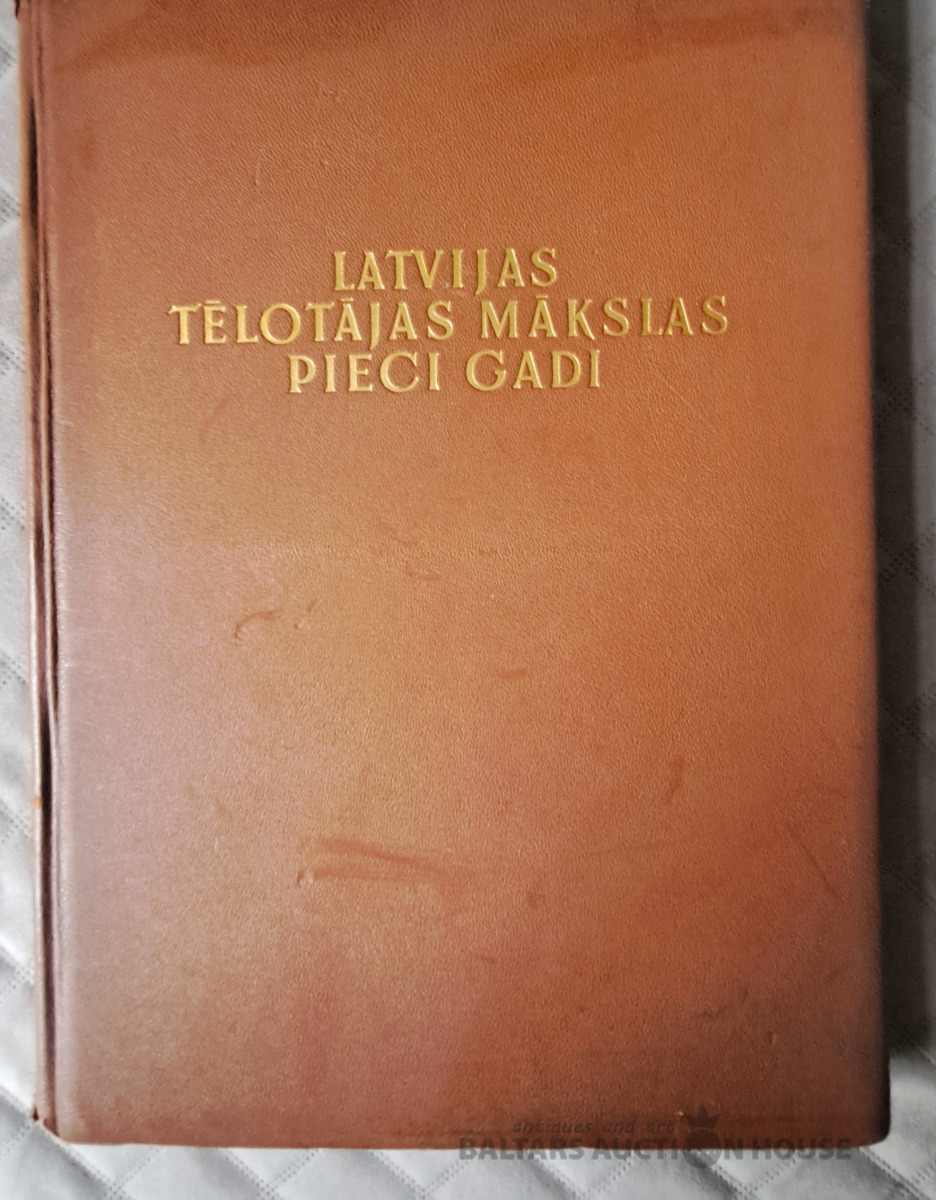 LATVIJAS
TĒLOTĀJAS MĀKSLAS
PIECI GADI
antiques and art
BALTARS AUCTION HOUSE